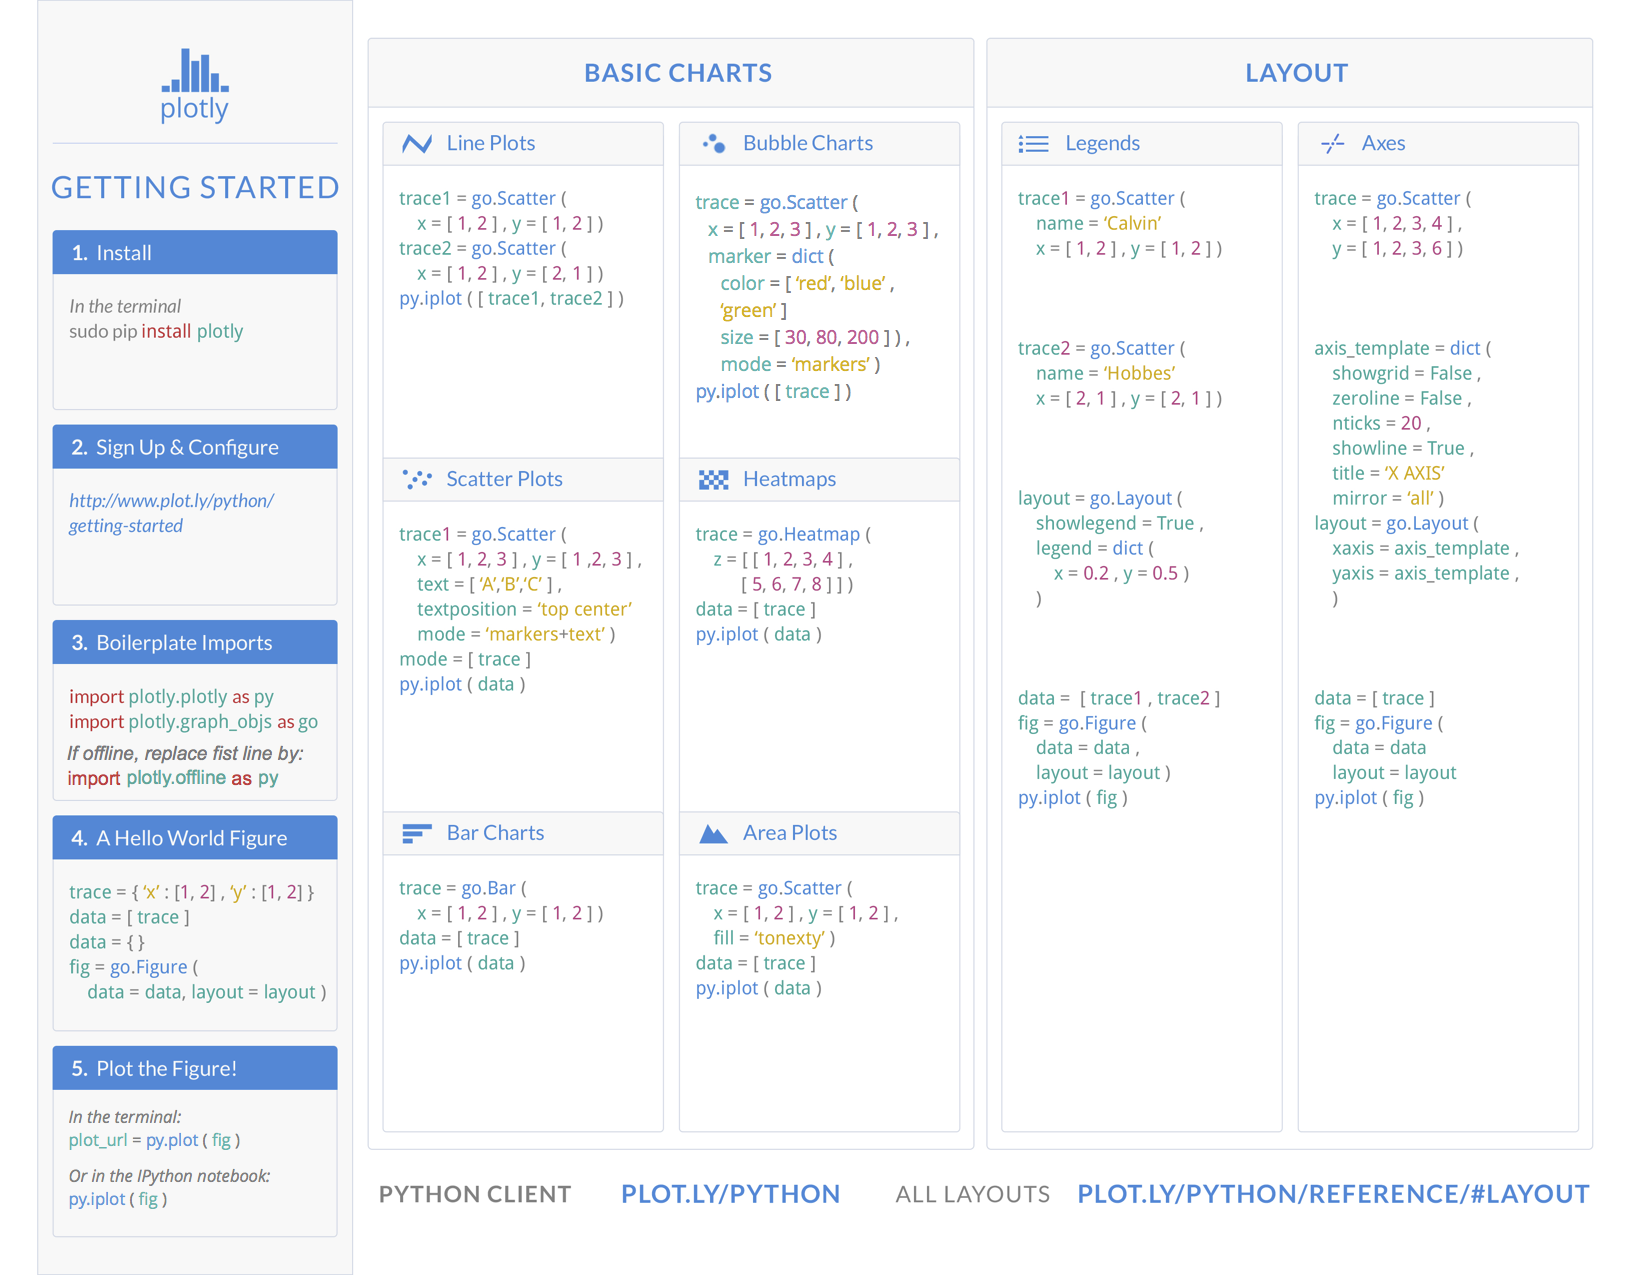 plotly
GETTING STARTED
1. Install
In the terminal
sudo pip install plotly
2. Sign Up & Configure
http://www.plot.ly/python/
getting-started
3. Boilerplate Imports
import plotly.plotly as py
import plotly.graph_objs as go
If offline, replace fist line by:
import plotly.offline as py
4. A Hello World Figure
trace = { ‘x’ : [1, 2] , ‘y’ : [1, 2] }
data = [ trace ]
data = { }
fig = go.Figure (
data = data, layout = layout )
5. Plot the Figure!
In the terminal:
plot_url = py.plot ( fig )
Or in the IPython notebook:
py.iplot ( fig )
BASIC CHARTS
Line Plots
trace1 = go.Scatter (
x = [ 1, 2 ] , y = [ 1, 2 ] )
trace2 = go.Scatter (
x = [ 1, 2 ] , y = [ 2, 1 ] )
py.iplot ( [ trace1, trace2 ] )
Scatter Plots
trace1 = go.Scatter (
x = [ 1, 2, 3 ] , y = [ 1 ,2, 3 ] ,
text = [ ‘A’,‘B’,‘C’ ] ,
textposition = ‘top center’
mode = ‘markers+text’ )
mode = [ trace ]
py.iplot ( data )
Bar Charts
trace = go.Bar (
x = [ 1, 2 ] , y = [ 1, 2 ] )
data = [ trace ]
py.iplot ( data )
Bubble Charts
trace = go.Scatter (
x = [ 1, 2, 3 ] , y = [ 1, 2, 3 ] ,
marker = dict (
color = [ ‘red’, ‘blue’ ,
‘green’ ]
size = [ 30, 80, 200 ] ) ,
mode = ‘markers’ )
py.iplot ( [ trace ] )
Heatmaps
trace = go.Heatmap (
z = [ [ 1, 2, 3, 4 ] ,
[ 5, 6, 7, 8 ] ] )
data = [ trace ]
py.iplot ( data )
Area Plots
trace = go.Scatter (
x = [ 1, 2 ] , y = [ 1, 2 ] ,
fill = ‘tonexty’ )
data = [ trace ]
py.iplot ( data )
LAYOUT
Legends
trace1 = go.Scatter (
name = ‘Calvin’
x = [ 1, 2 ] , y = [ 1, 2 ] )
trace2 = go.Scatter (
name = ‘Hobbes’
x = [ 2, 1 ] , y = [ 2, 1 ] )
layout = go.Layout (
showlegend = True ,
legend = dict (
x = 0.2 , y = 0.5 )
)
data = [ trace1 , trace2 ]
fig = go.Figure (
data = data ,
layout = layout )
py.iplot ( fig )
Axes
trace = go.Scatter (
x = [ 1, 2, 3, 4 ] ,
y = [ 1, 2, 3, 6 ] )
axis_template = dict (
showgrid = False ,
zeroline = False ,
nticks = 20 ,
showline = True ,
title = ‘X AXIS’
mirror = ‘all’ )
layout = go.Layout (
xaxis = axis_template ,
yaxis = axis_template ,
)
data = [ trace ]
fig = go.Figure (
data = data
layout = layout
py.iplot ( fig )
PYTHON CLIENT PLOT.LY/PYTHON ALL LAYOUTS PLOT.LY/PYTHON/REFERENCE/#LAYOUT